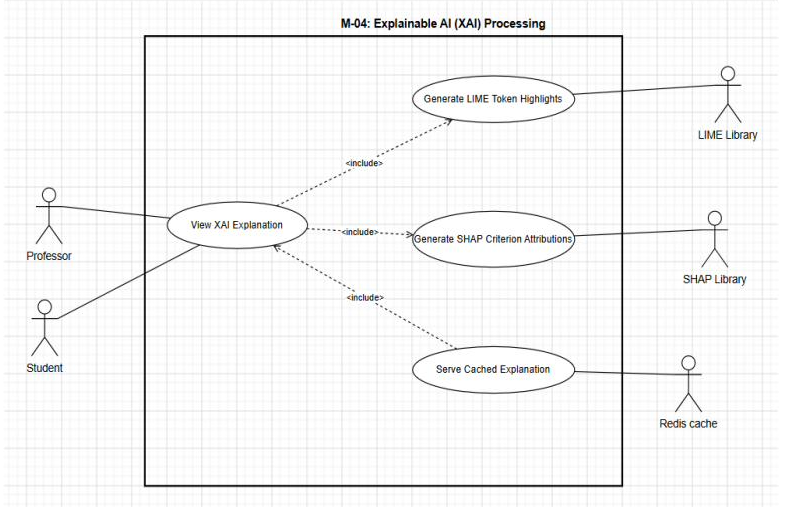 M-04: Explainable AI (XAI) Processing
Generate LIME Token Highlights
LIME Library
<include>
Professor
View XAI Explanation
<include>
Generate SHAP Criterion Attributions
SHAP Library
<include>
Student
Serve Cached Explanation
Redis cache